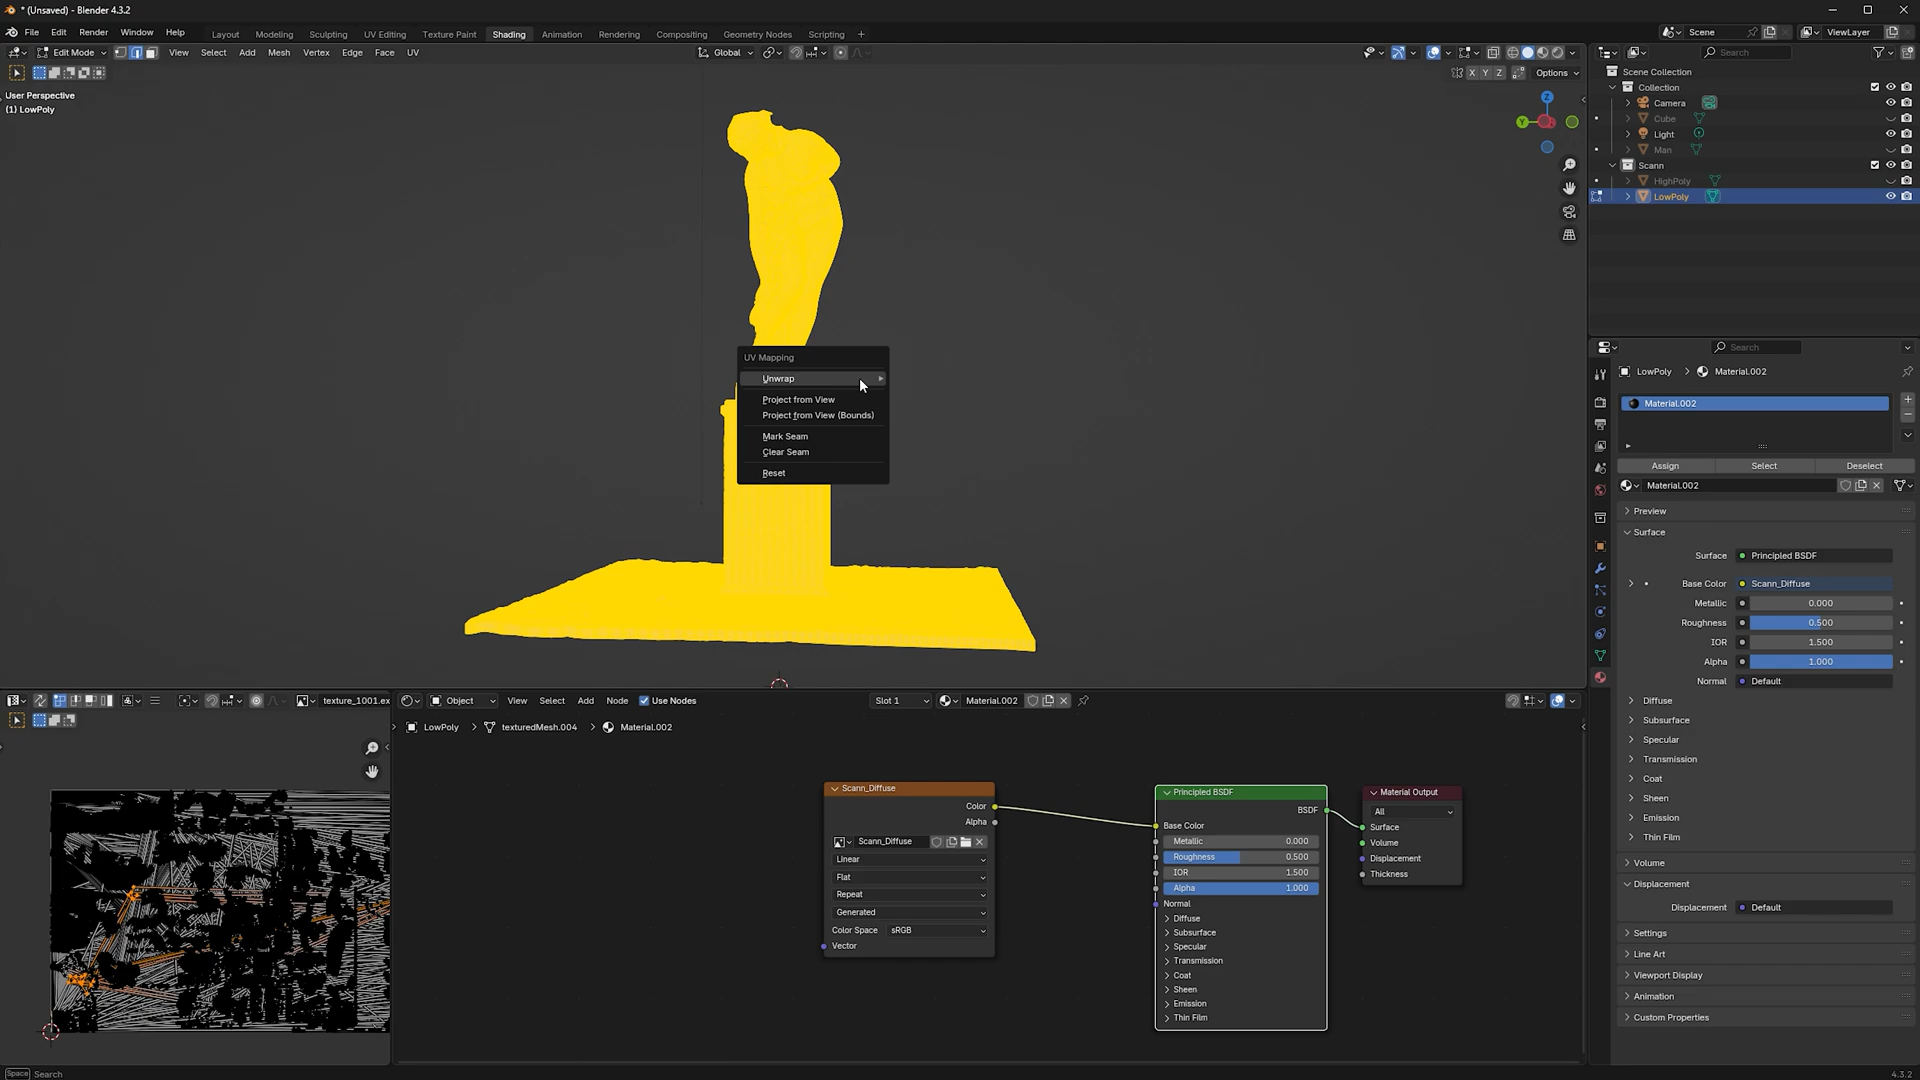 * (Unsaved) - Blender 4.3.2
File Edit Render Window Help
Layout Modeling Sculpting UV Editing Texture Paint Shading Animation Rendering Compositing Geometry Nodes Scripting +
Scene
ViewLayer
Edit Mode View Select Add Mesh Vertex Edge Face UV
Global
Search
X Y Z
Options
User Perspective
(1) LowPoly
Z
Y
Scene Collection
Collection
Camera
Cube
Light
Man
Scann
HighPoly
LowPoly
UV Mapping
Unwrap
Project from View
Project from View (Bounds)
Mark Seam
Clear Seam
Reset
Search
LowPoly > Material.002
Material.002
Assign Select Deselect
Material.002
Preview
Surface
Surface Principled BSDF
Base Color Scann_Diffuse
Metallic 0.000
Roughness 0.500
IOR 1.500
Alpha 1.000
Normal Default
Diffuse
Subsurface
Specular
Transmission
Coat
Sheen
Emission
Thin Film
Volume
Displacement
Displacement Default
Settings
Line Art
Viewport Display
Animation
Custom Properties
texture_1001.ex
Object View Select Add Node Use Nodes
Slot 1
Material.002
LowPoly > texturedMesh.004 > Material.002
Scann_Diffuse
Color
Alpha
Scann_Diffuse
Linear
Flat
Repeat
Generated
Color Space sRGB
Vector
Principled BSDF
BSDF
Base Color
Metallic 0.000
Roughness 0.500
IOR 1.500
Alpha 1.000
Normal
Diffuse
Subsurface
Specular
Transmission
Coat
Sheen
Emission
Thin Film
Material Output
All
Surface
Volume
Displacement
Thickness
Space Search
4.3.2